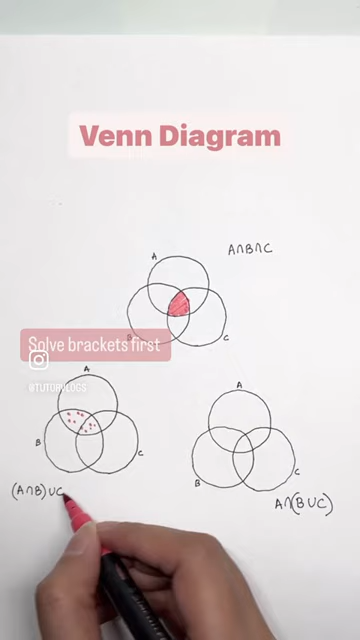 Venn Diagram
A
A∩B∩C
B
C
Solve brackets first
@TUTORVLOGS
A
B
C
(A∩B)∪C
A
B
C
A∩(B∪C)